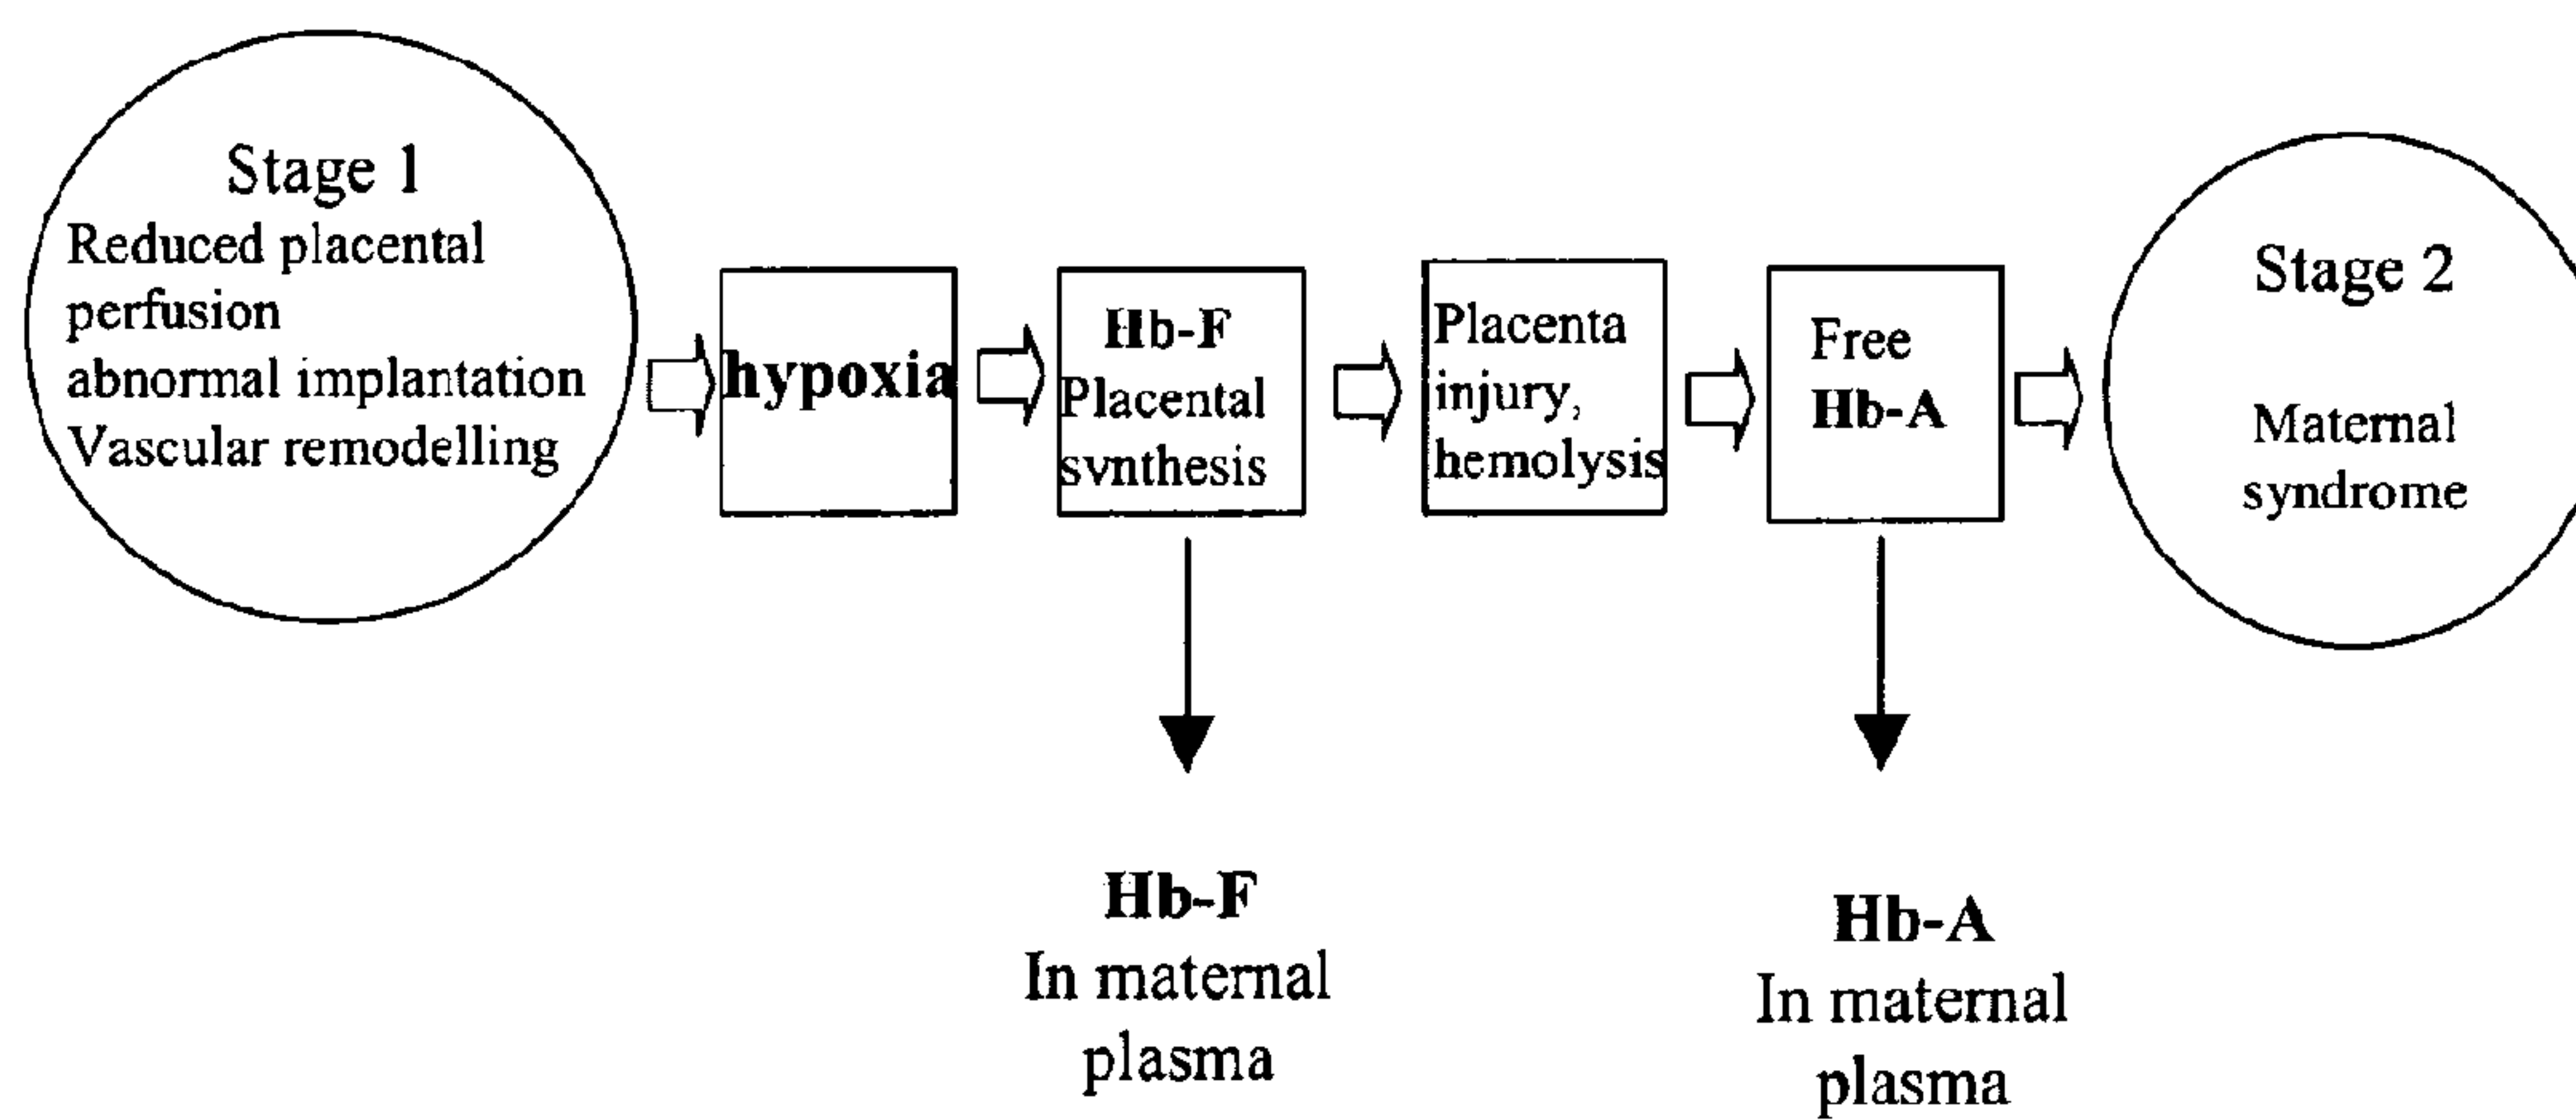 Stage 1
Reduced placental
perfusion
abnormal implantation
Vascular remodelling
hypoxia
Hb-F
Placental
synthesis
Placenta
injury,
hemolysis
Free
Hb-A
Stage 2
Maternal
syndrome
Hb-F
In maternal
plasma
Hb-A
In maternal
plasma